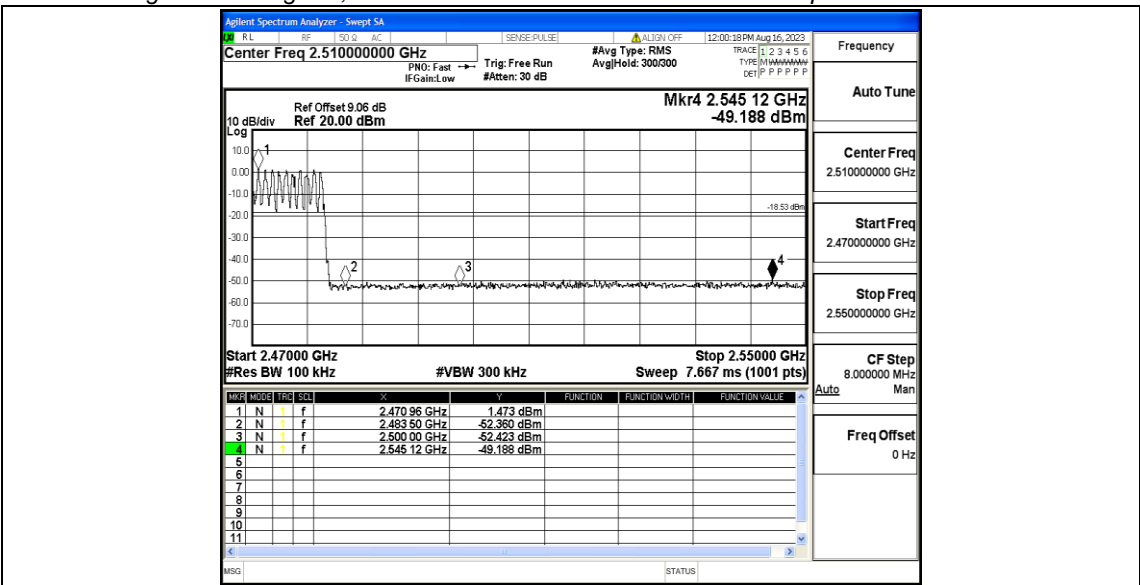 Agilent Spectrum Analyzer - Swept SA
RL RF 50 Ω AC SENSE:PULSE ALIGN OFF 12:00:18 PM Aug 16, 2023
Center Freq 2.510000000 GHz
PNO: Fast
IFGain:Low
Trig: Free Run
#Atten: 30 dB
#Avg Type: RMS
Avg|Hold: 300/300
TRACE 1 2 3 4 5 6
TYPE M
DET P P P P P P
Frequency
Auto Tune
Center Freq
2.510000000 GHz
Start Freq
2.470000000 GHz
Stop Freq
2.550000000 GHz
CF Step
8.000000 MHz
Auto Man
Freq Offset
0 Hz
Mkr4 2.545 12 GHz
-49.188 dBm
Ref Offset 9.06 dB
10 dB/div Ref 20.00 dBm
Log
10.0
0.00
-10.0
-20.0
-30.0
-40.0
-50.0
-60.0
-70.0
1
2
3
4
-18.53 dBm
Start 2.47000 GHz Stop 2.55000 GHz
#Res BW 100 kHz #VBW 300 kHz Sweep 7.667 ms (1001 pts)
MKR MODE TRC SCL X Y FUNCTION FUNCTION WIDTH FUNCTION VALUE
1 N 1 f 2.470 96 GHz 1.473 dBm
2 N 1 f 2.483 50 GHz -52.360 dBm
3 N 1 f 2.500 00 GHz -52.423 dBm
4 N 1 f 2.545 12 GHz -49.188 dBm
5
6
7
8
9
10
11
MSG STATUS